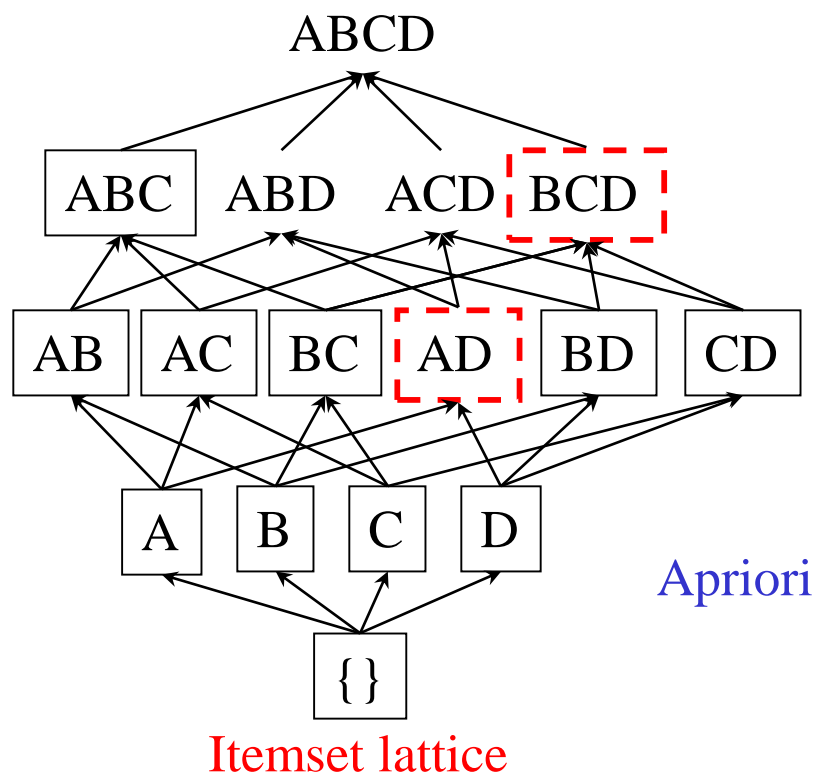 ABCD
ABC ABD ACD BCD
AB AC BC AD BD CD
A B C D
Apriori
{}
Itemset lattice